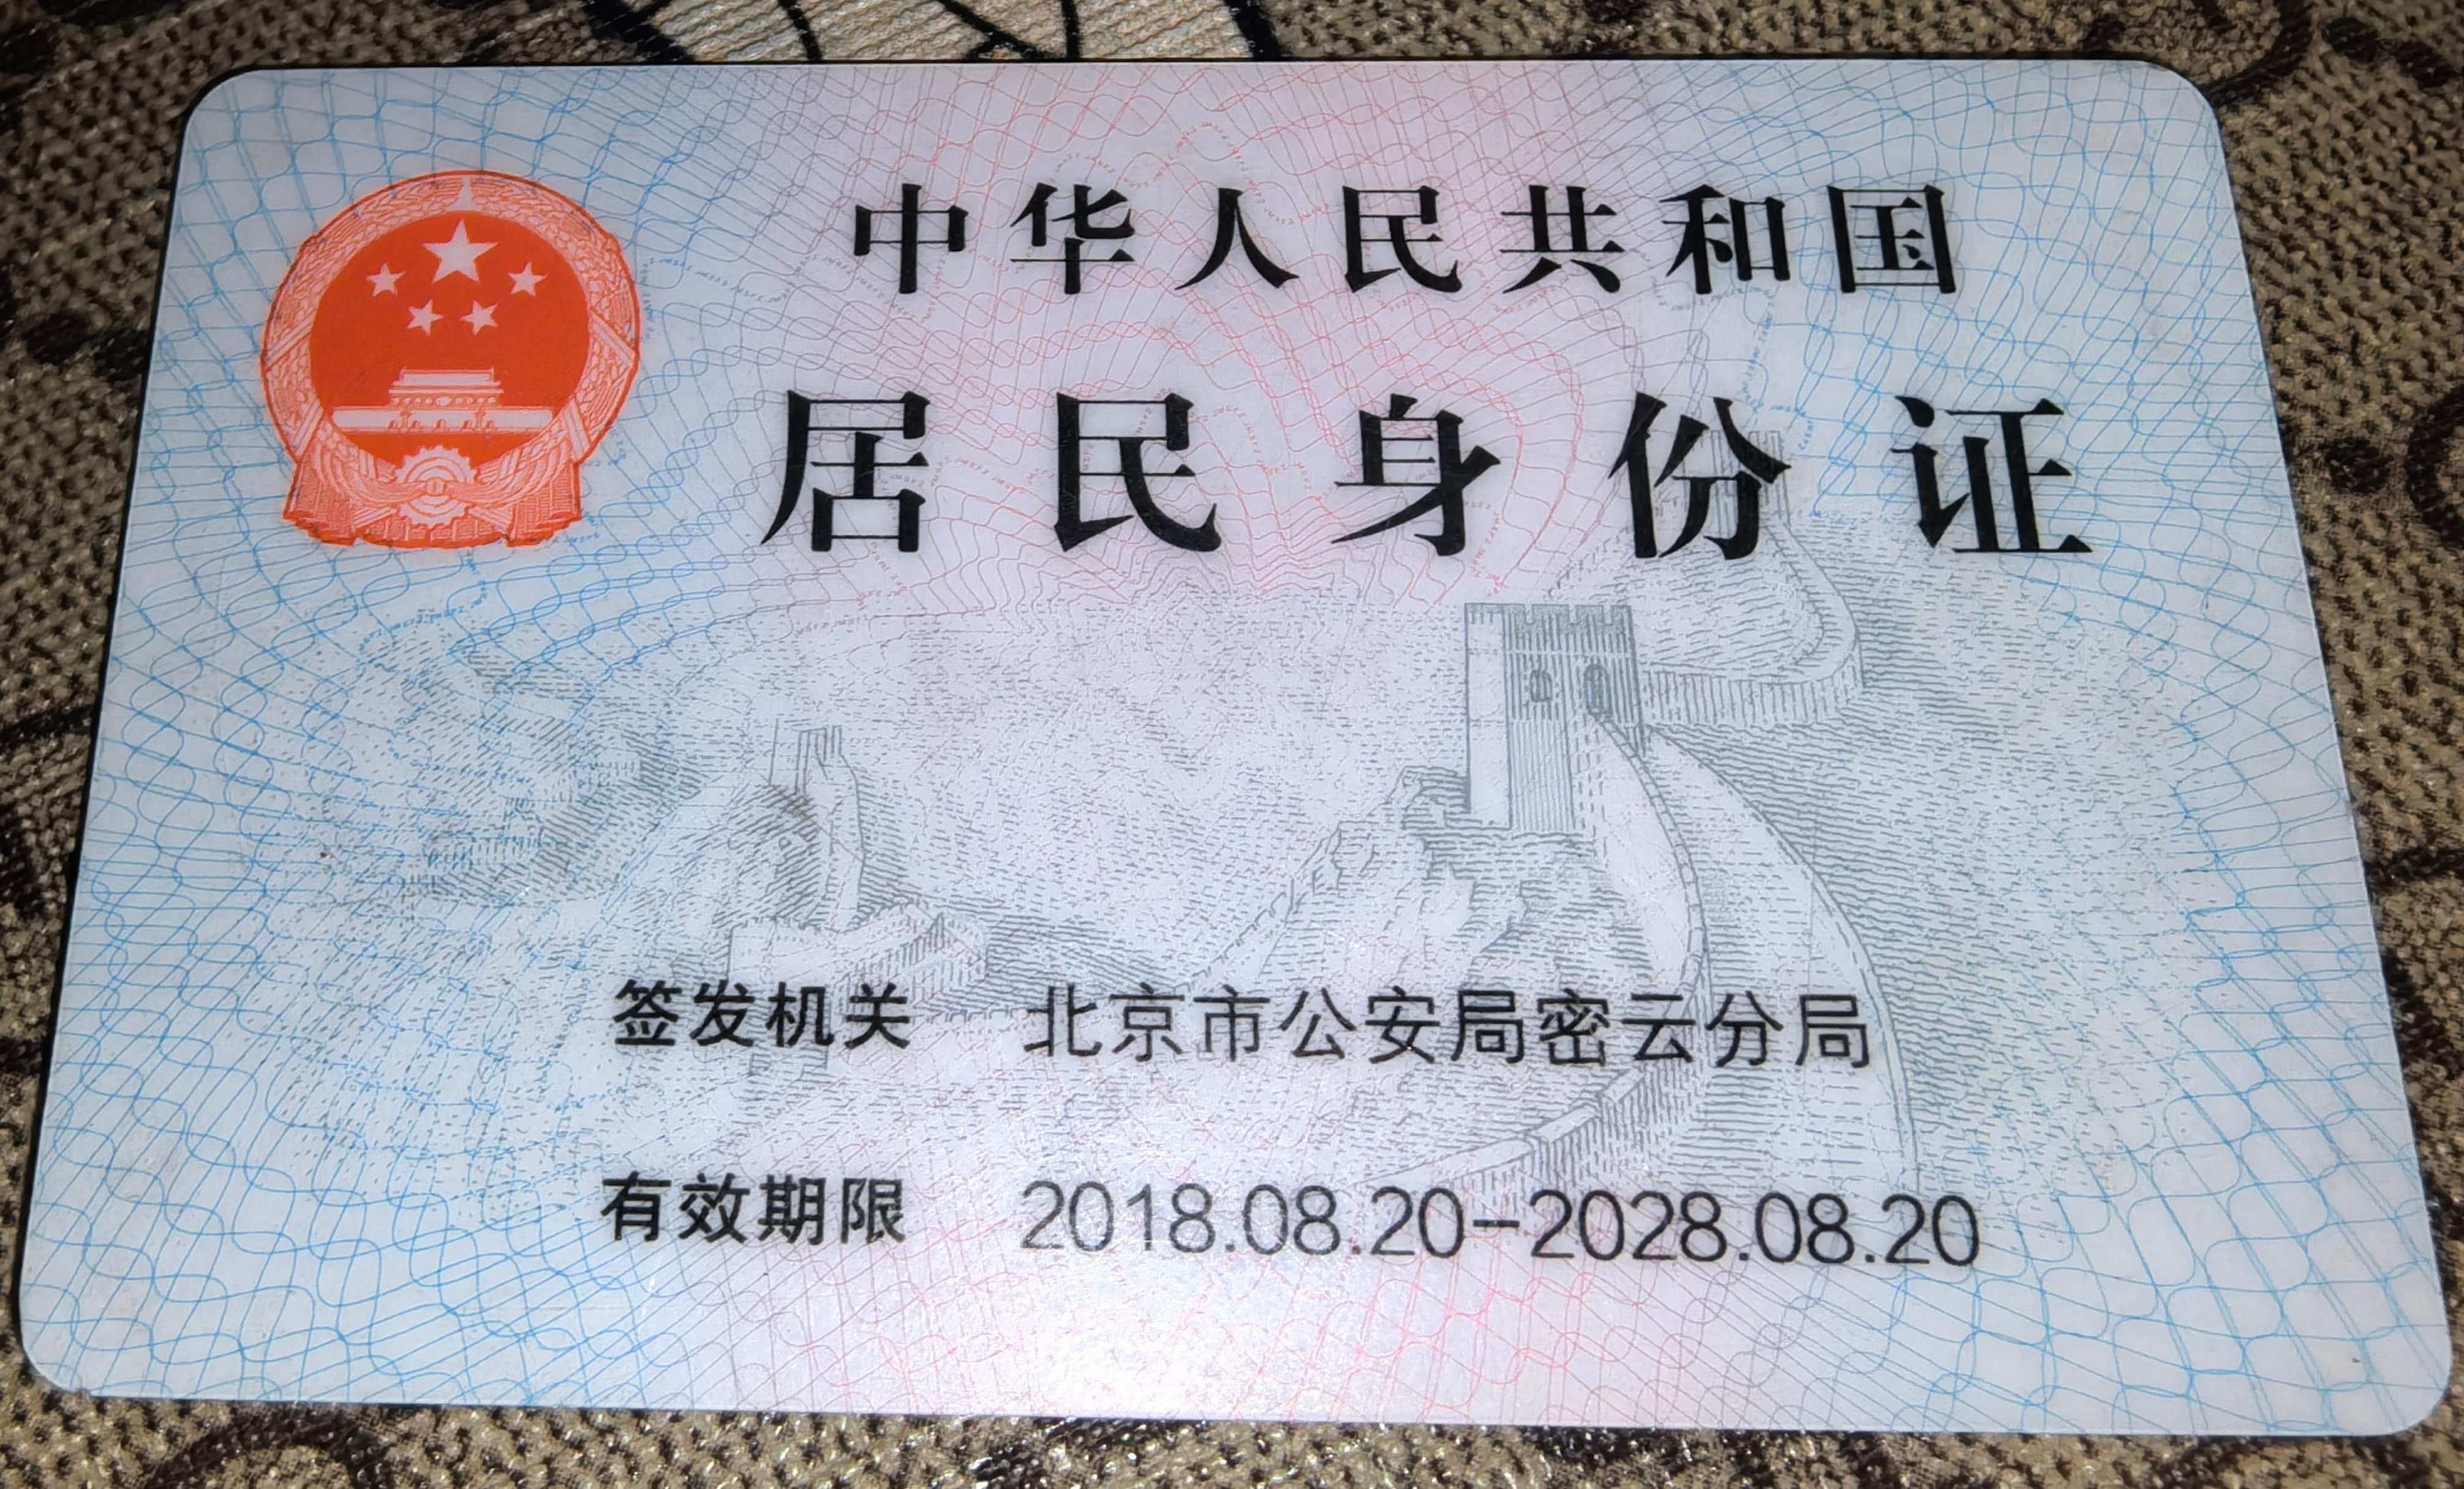 中华人民共和国
居民身份证
签发机关 北京市公安局密云分局
有效期限 2018.08.20-2028.08.20